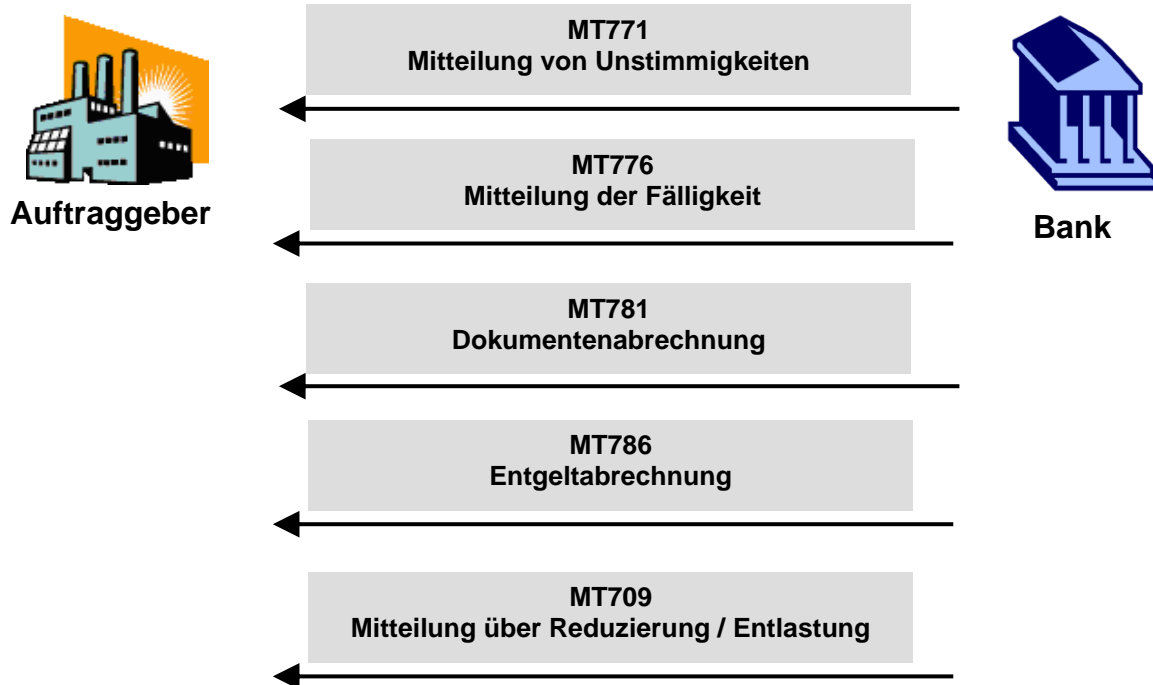 MT771
Mitteilung von Unstimmigkeiten
Auftraggeber
MT776
Mitteilung der Fälligkeit
Bank
MT781
Dokumentenabrechnung
MT786
Entgeltabrechnung
MT709
Mitteilung über Reduzierung / Entlastung